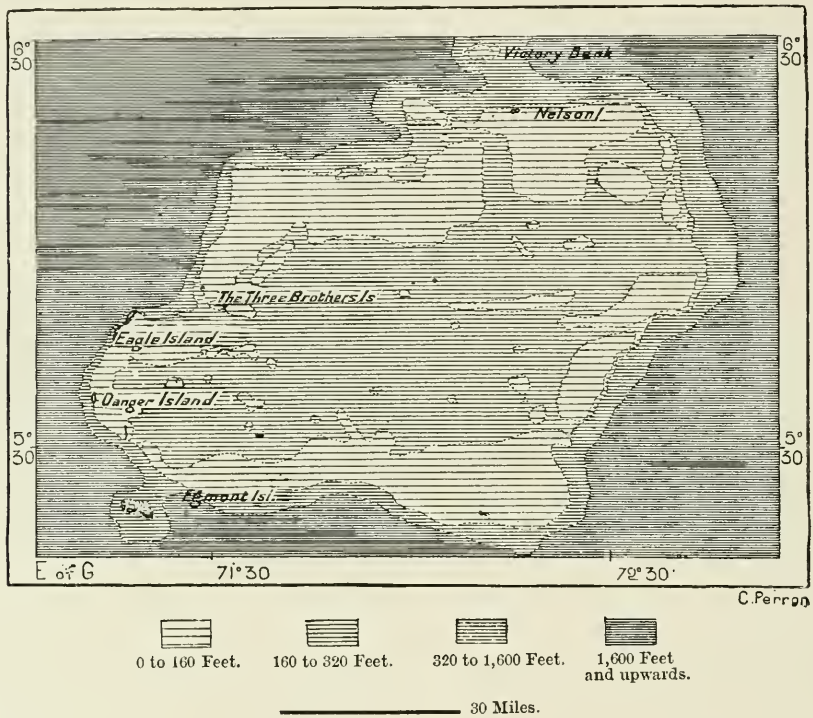 6°
30
6°
30
Victory Bank
Nelson I.
The Three Brothers Is
Eagle Island
Danger Island
5°
30
5°
30
Egmont Isl.
E of G
71°30
72°30'
C. Perron
0 to 160 Feet.
160 to 320 Feet.
320 to 1,600 Feet.
1,600 Feet
and upwards.
30 Miles.